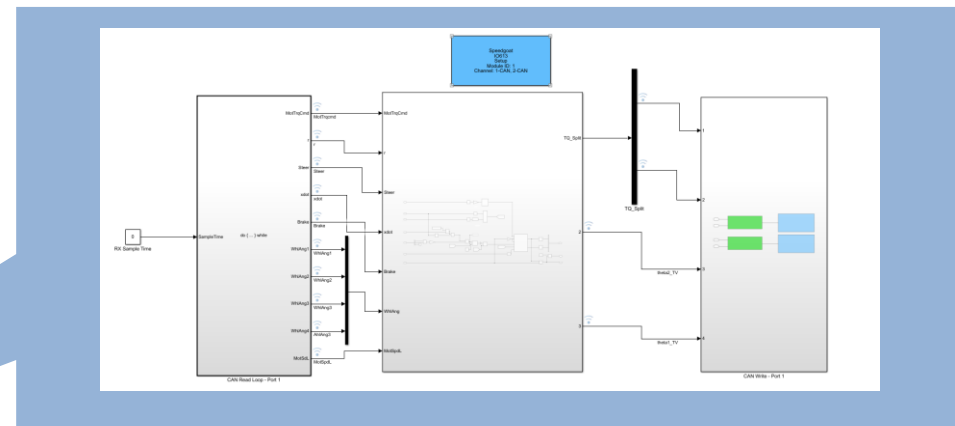 Speedgoat
IO613
Setup
Module ID: 1
Channel: 1-CAN, 2-CAN
MotTrqCmd
MotTrqcmd
MotTrqCmd
r
r
r
Steer
Steer
Steer
xdot
xdot
xdot
Brake
Brake
Brake
WhlAng1
WhlAng1
WhlAng2
WhlAng2
WhlAng3
WhlAng3
WhlAng4
WhlAng
MotSpdL
MotSpdL
RX Sample Time
SampleTime
do { ... } while
CAN Read Loop - Port 1
TQ_Split
2
3
TQ_Split
theta2_TV
theta1_TV
1
2
3
4
CAN Write - Port 1